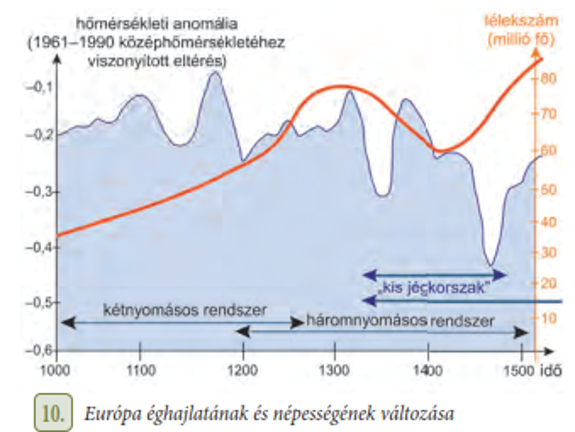 hőmérsékleti anomália
(1961–1990 középhőmérsékletéhez
viszonyított eltérés)
lélekszám
(millió fő)
–0,1
–0,2
–0,3
–0,4
–0,5
–0,6
80
70
60
50
40
30
20
10
„kis jégkorszak”
kétnyomásos rendszer
háromnyomásos rendszer
1000 1100 1200 1300 1400 1500 idő
10. Európa éghajlatának és népességének változása